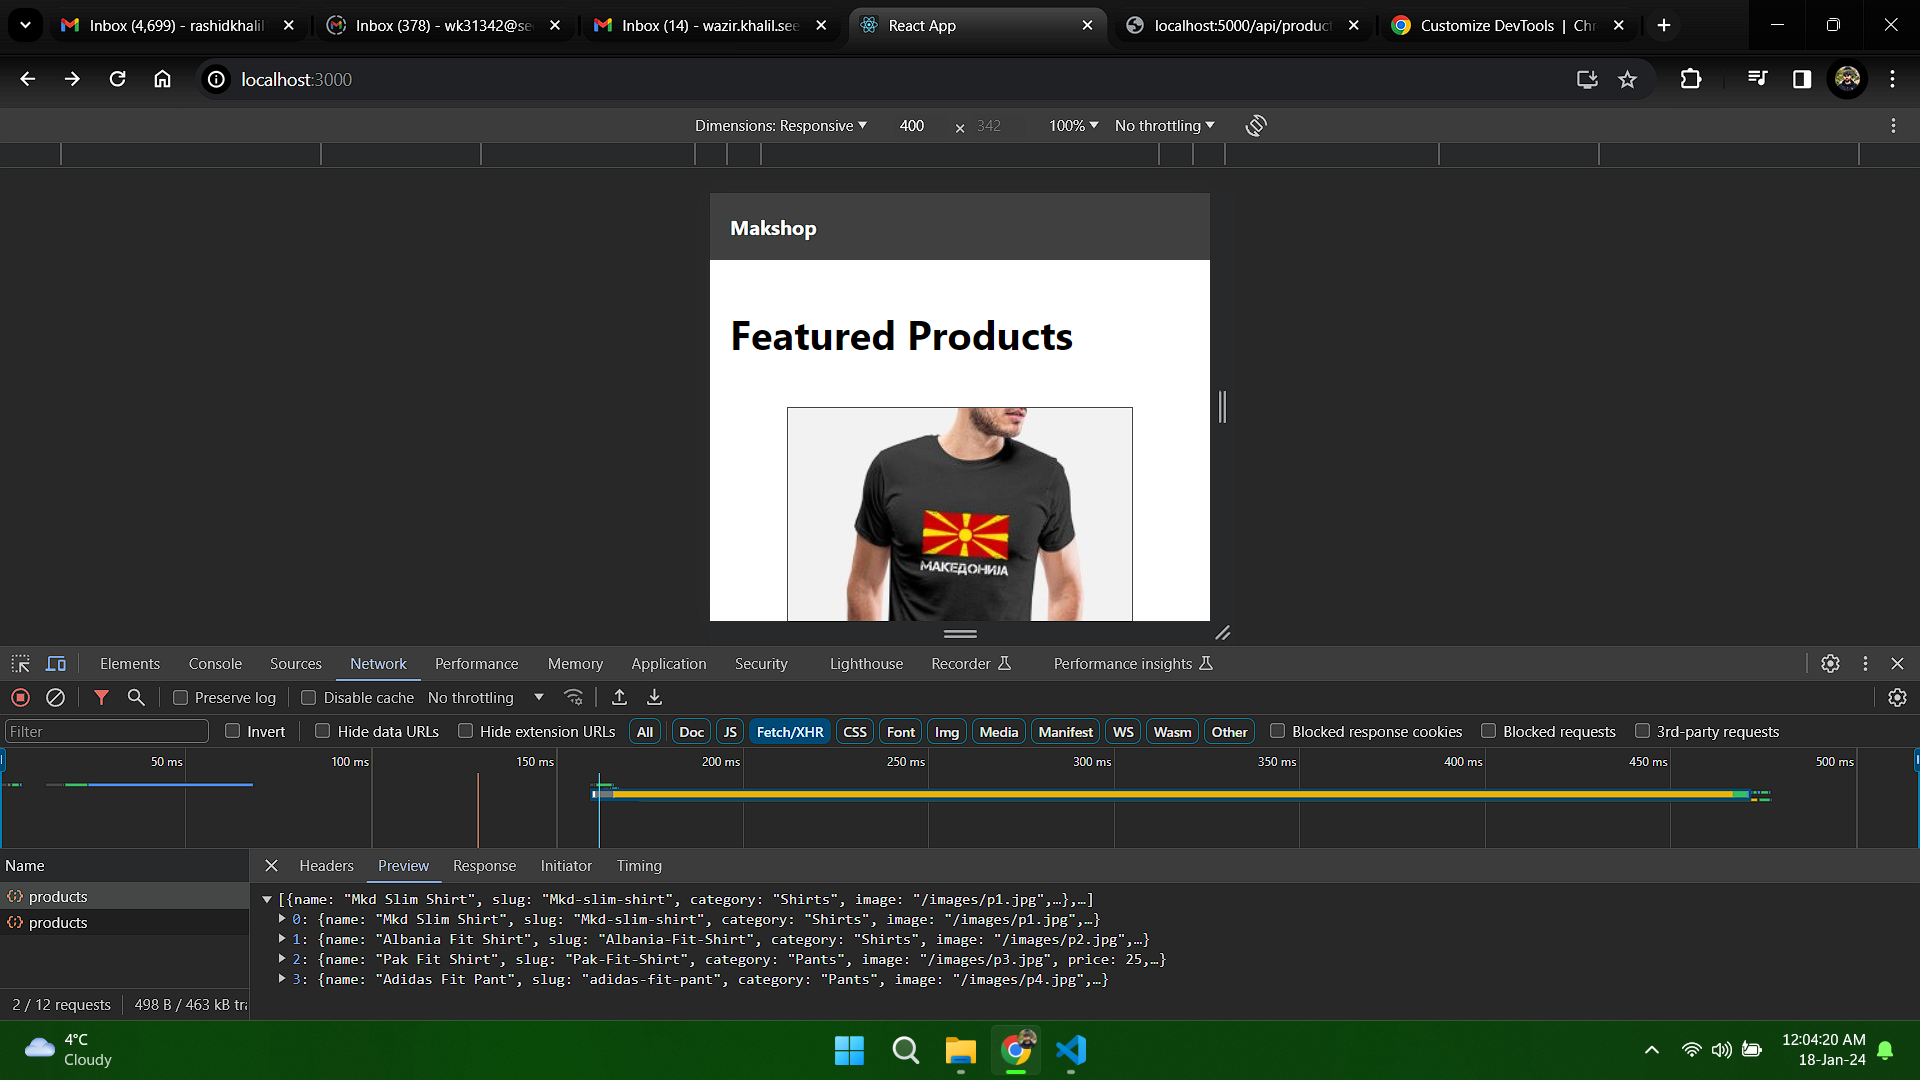 Inbox (4,699) - rashidkhalil
Inbox (378) - wk31342@se
Inbox (14) - wazir.khalil.see
React App
localhost:5000/api/product
Customize DevTools | Chr
localhost:3000
Dimensions: Responsive
400
×
342
100%
No throttling
Makshop
Featured Products
МАКЕДОНИЈА
Elements
Console
Sources
Network
Performance
Memory
Application
Security
Lighthouse
Recorder
Performance insights
Preserve log
Disable cache
No throttling
Filter
Invert
Hide data URLs
Hide extension URLs
All
Doc
JS
Fetch/XHR
CSS
Font
Img
Media
Manifest
WS
Wasm
Other
Blocked response cookies
Blocked requests
3rd-party requests
50 ms
100 ms
150 ms
200 ms
250 ms
300 ms
350 ms
400 ms
450 ms
500 ms
Name
Headers
Preview
Response
Initiator
Timing
products
products
[{name: "Mkd Slim Shirt", slug: "Mkd-slim-shirt", category: "Shirts", image: "/images/p1.jpg",…},…]
0: {name: "Mkd Slim Shirt", slug: "Mkd-slim-shirt", category: "Shirts", image: "/images/p1.jpg",…}
1: {name: "Albania Fit Shirt", slug: "Albania-Fit-Shirt", category: "Shirts", image: "/images/p2.jpg",…}
2: {name: "Pak Fit Shirt", slug: "Pak-Fit-Shirt", category: "Pants", image: "/images/p3.jpg", price: 25,…}
3: {name: "Adidas Fit Pant", slug: "adidas-fit-pant", category: "Pants", image: "/images/p4.jpg",…}
2 / 12 requests
498 B / 463 kB tra
4°C
Cloudy
12:04:20 AM
18-Jan-24